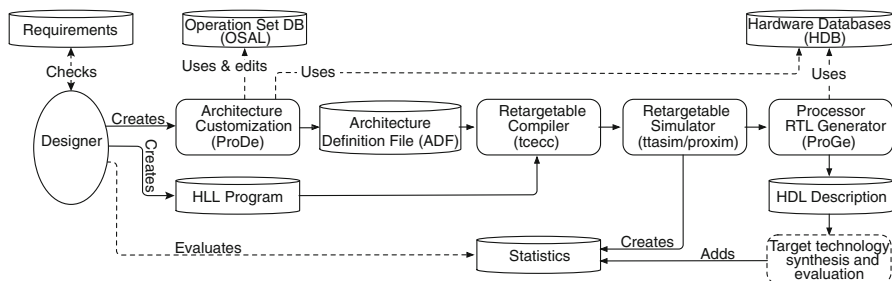 Requirements
Operation Set DB
(OSAL)
Hardware Databases
(HDB)
Checks
Uses & edits
Uses
Uses
Designer
Creates
Architecture
Customization
(ProDe)
Architecture
Definition File (ADF)
Retargetable
Compiler
(tcecc)
Retargetable
Simulator
(ttasim/proxim)
Processor
RTL Generator
(ProGe)
Creates
HLL Program
HDL Description
Evaluates
Statistics
Creates
Adds
Target technology
synthesis and
evaluation